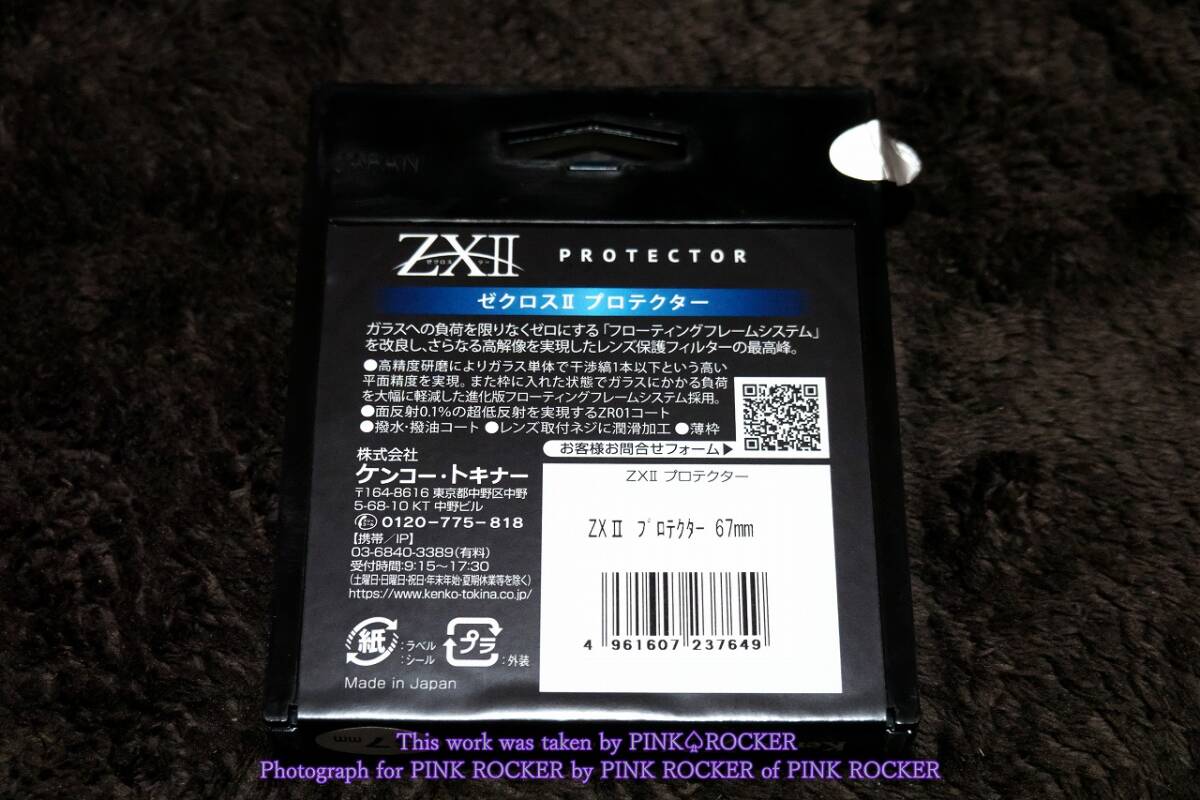 JAPAN
ZXII PROTECTOR
ゼクロス ツー
ゼクロスII プロテクター
ガラスへの負荷を限りなくゼロにする「フローティングフレームシステム」
を改良し、さらなる高解像を実現したレンズ保護フィルターの最高峰。
●高精度研磨によりガラス単体で干渉縞1本以下という高い
平面精度を実現。また枠に入れた状態でガラスにかかる負荷
を大幅に軽減した進化版フローティングフレームシステム採用。
●面反射0.1%の超低反射を実現するZR01コート
●撥水・撥油コート ●レンズ取付ネジに潤滑加工 ●薄枠
お客様お問合せフォーム▶
株式会社
ケンコー・トキナー
〒164-8616 東京都中野区中野
5-68-10 KT 中野ビル
0120-775-818
【携帯/IP】
03-6840-3389(有料)
受付時間:9:15~17:30
(土曜日・日曜日・祝日・年末年始・夏期休業等を除く)
https://www.kenko-tokina.co.jp/
紙 :ラベル :シール
プラ :外装
Made in Japan
ZXII プロテクター
ZX II プロテクター 67mm
4 961607 237649
7mm
Ken
This work was taken by PINK♤ROCKER
Photograph for PINK ROCKER by PINK ROCKER of PINK ROCKER